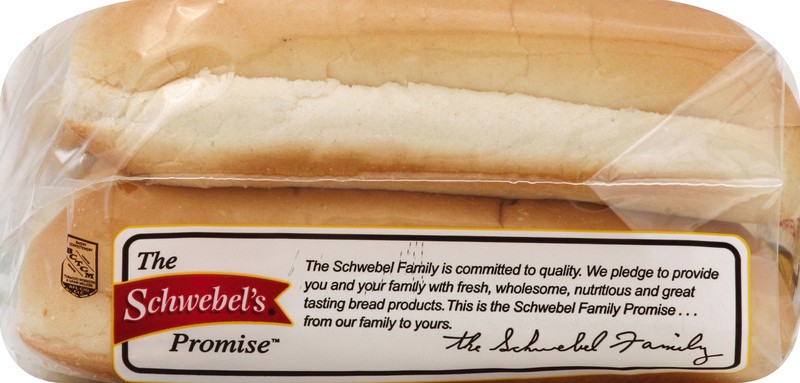 The
Schwebel's®
Promise™
The Schwebel Family is committed to quality. We pledge to provide
you and your family with fresh, wholesome, nutritious and great
tasting bread products. This is the Schwebel Family Promise . . .
from our family to yours.
the Schwebel Family